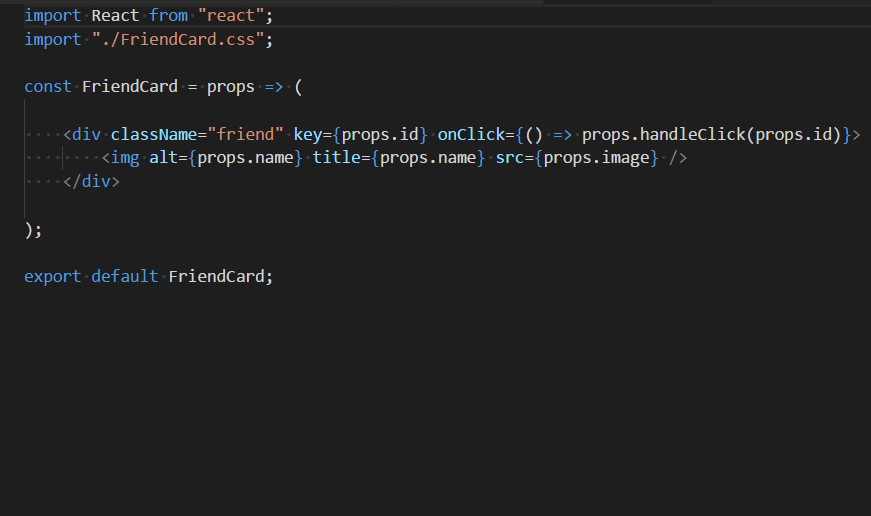 import React from "react";
import "./FriendCard.css";
const FriendCard = props => (
<div className="friend" key={props.id} onClick={() => props.handleClick(props.id)}>
<img alt={props.name} title={props.name} src={props.image} />
</div>
);
export default FriendCard;